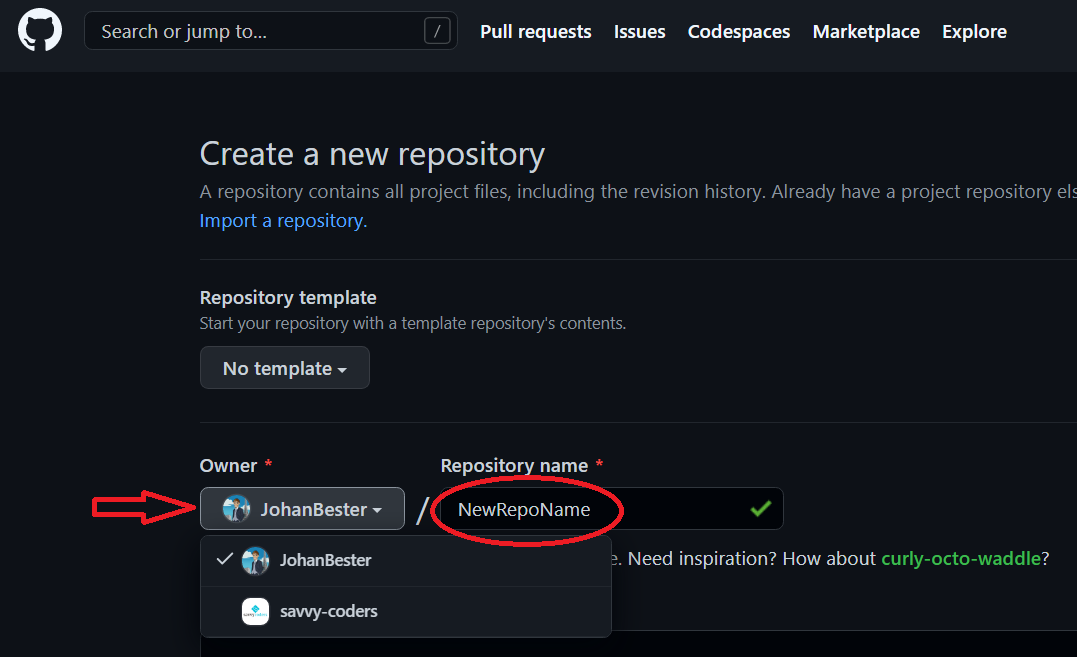 Search or jump to... /
Pull requests Issues Codespaces Marketplace Explore
Create a new repository
A repository contains all project files, including the revision history. Already have a project repository els
Import a repository.
Repository template
Start your repository with a template repository's contents.
No template
Owner * Repository name *
JohanBester / NewRepoName
JohanBester
e. Need inspiration? How about curly-octo-waddle?
savvy-coders